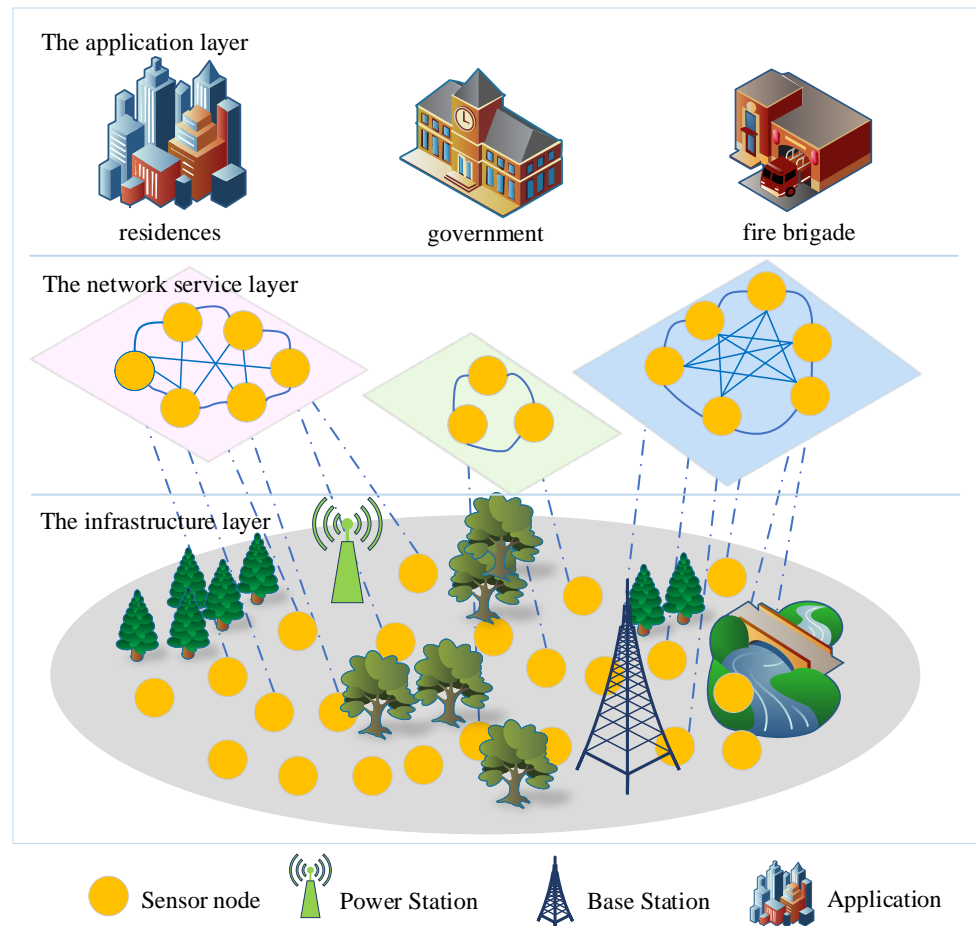 The application layer
residences
government
fire brigade
The network service layer
The infrastructure layer
Sensor node
Power Station
Base Station
Application